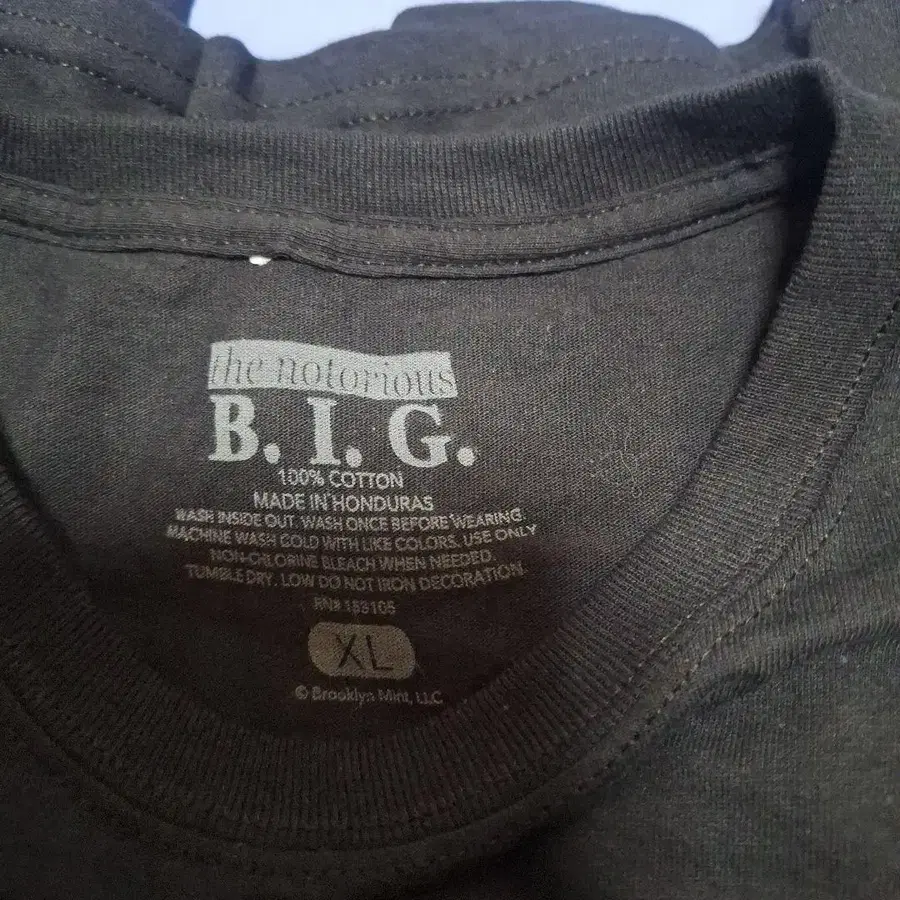 the notorious
B. I. G.
100% COTTON
MADE IN HONDURAS
WASH INSIDE OUT. WASH ONCE BEFORE WEARING
MACHINE WASH COLD WITH LIKE COLORS, USE ONLY
NON-CHLORINE BLEACH WHEN NEEDED.
TUMBLE DRY. LOW DO NOT IRON DECORATION.
RN#
XL
© Brooklyn Mint, LLC